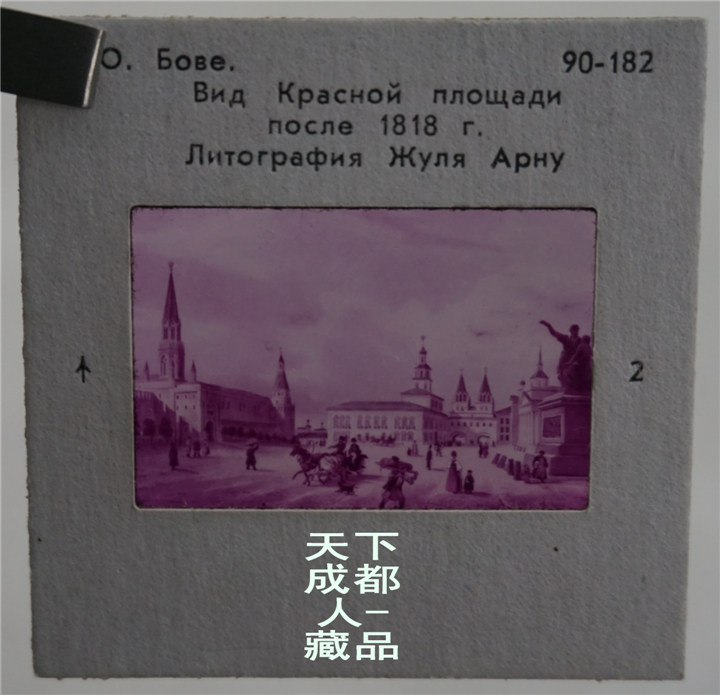 О. Бове. 90-182
Вид Красной площади
после 1818 г.
Литография Жуля Арну
2
天下
成都
人-
藏品